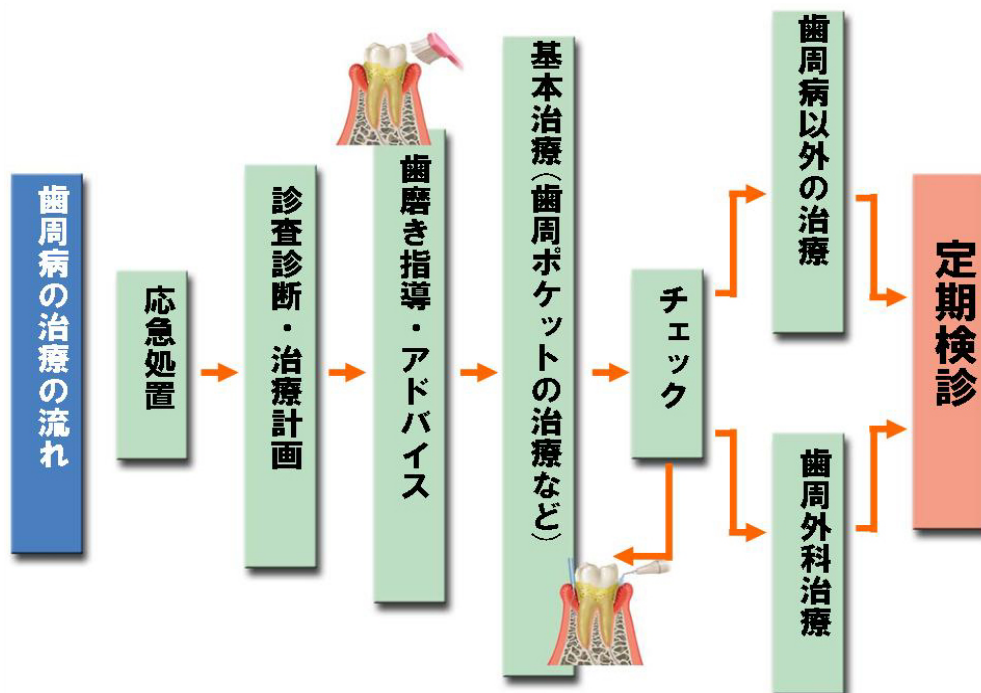 歯周病の治療の流れ
応急処置
診査診断・治療計画
歯磨き指導・アドバイス
基本治療(歯周ポケットの治療など)
チェック
歯周病以外の治療
歯周外科治療
定期検診